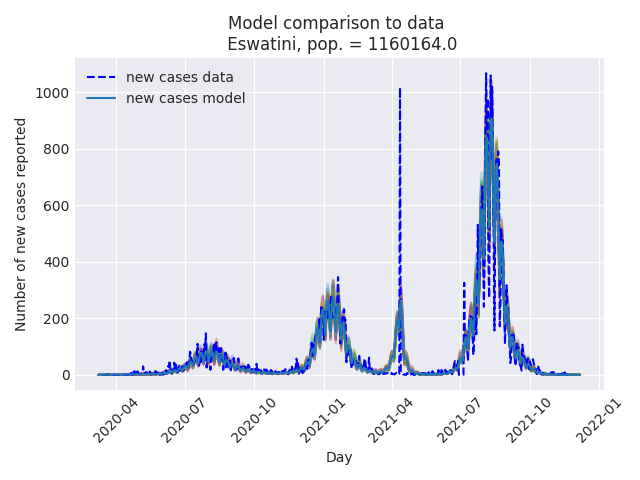 Model comparison to data
Eswatini, pop. = 1160164.0
new cases data
new cases model
Number of new cases reported
1000
800
600
400
200
0
2020-04
2020-07
2020-10
2021-01
2021-04
2021-07
2021-10
2022-01
Day